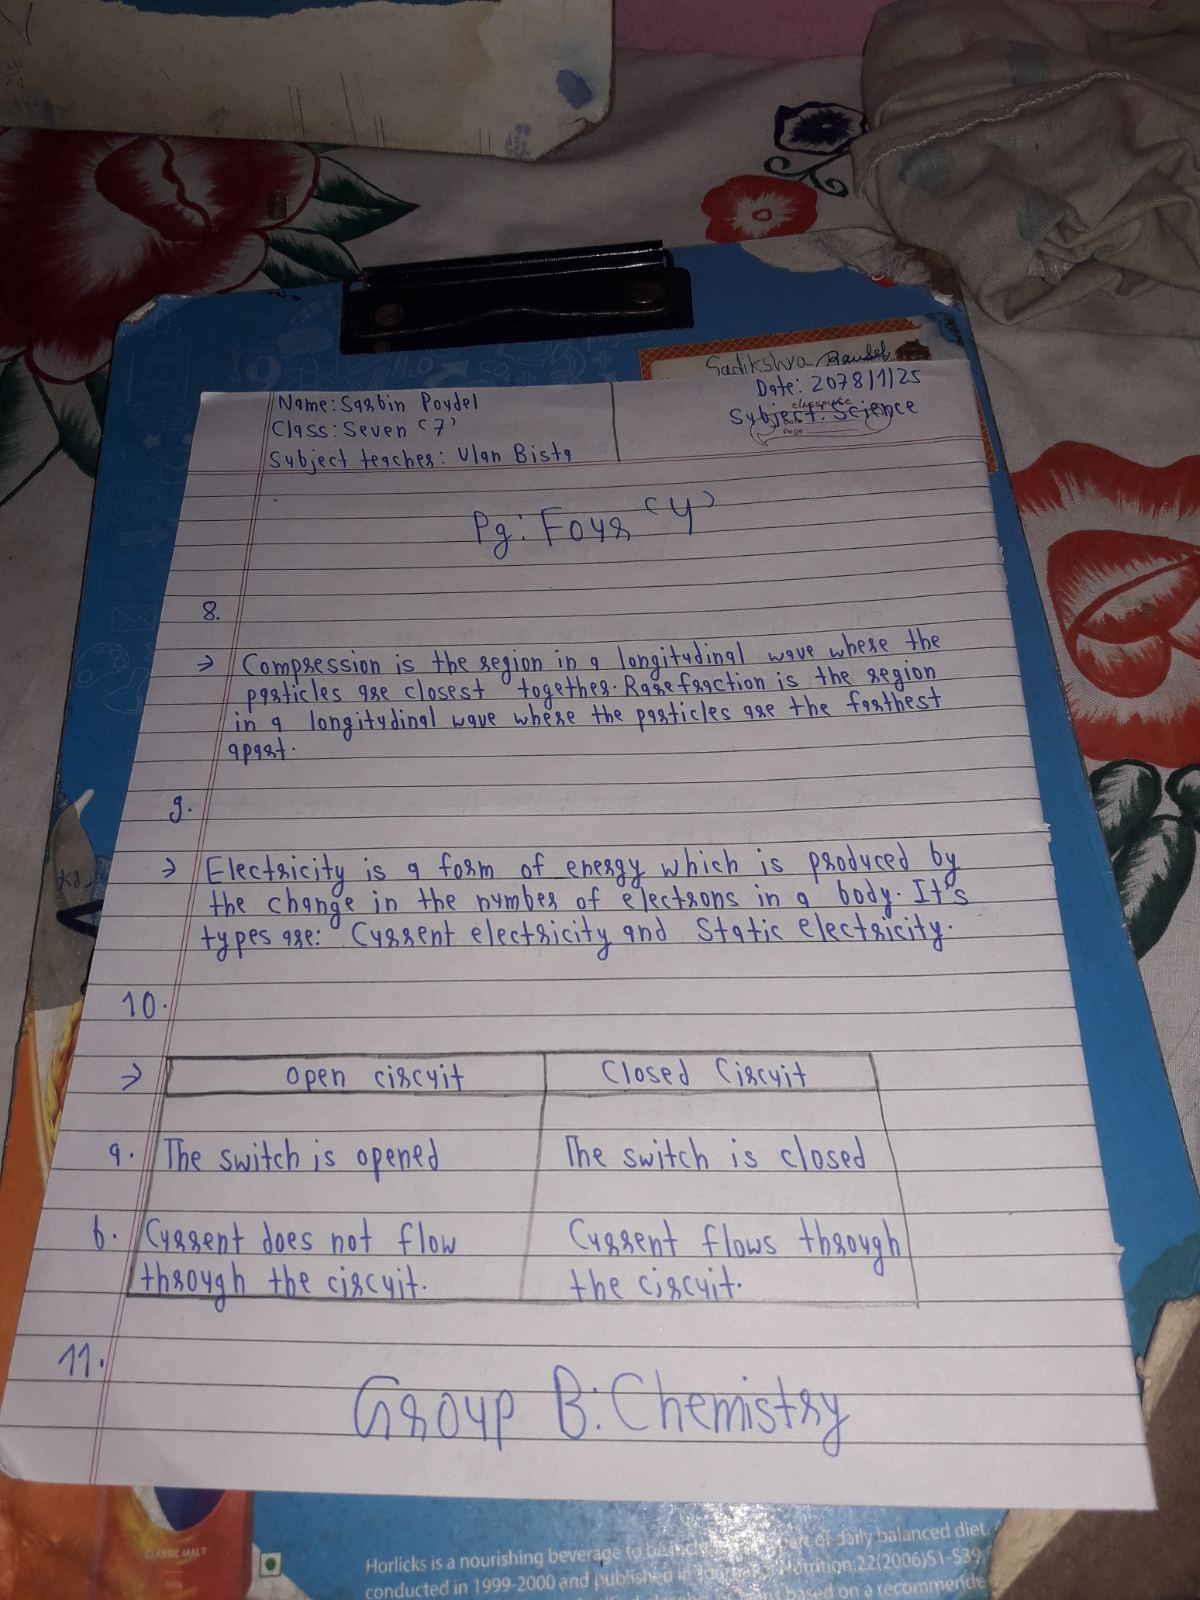 Sadikshya Paudel
Name: Sarbin Poudel
Class: Seven '7'
Subject teacher: Ulan Bista
Date: 2078/1/25
Subject: Science
classmate
Date
Page
Pg: Four '4'
8.
→ Compression is the region in a longitudinal wave where the
particles are closest together. Rarefraction is the region
in a longitudinal wave where the particles are the farthest
apart.
9.
→ Electricity is a form of energy which is produced by
the change in the number of electrons in a body. It's
types are: Current electricity and Static electricity.
10.
→ Open circuit Closed Circuit
a. The switch is opened The switch is closed
b. Current does not flow Current flows through
through the circuit. the circuit.
11.
Group B: Chemistry
CLASSIC MALT
Horlicks is a nourishing beverage to be part of daily balanced diet.
Nutrition.22(2006)S1-S39,
conducted in 1999-2000 and published in based on a recommende